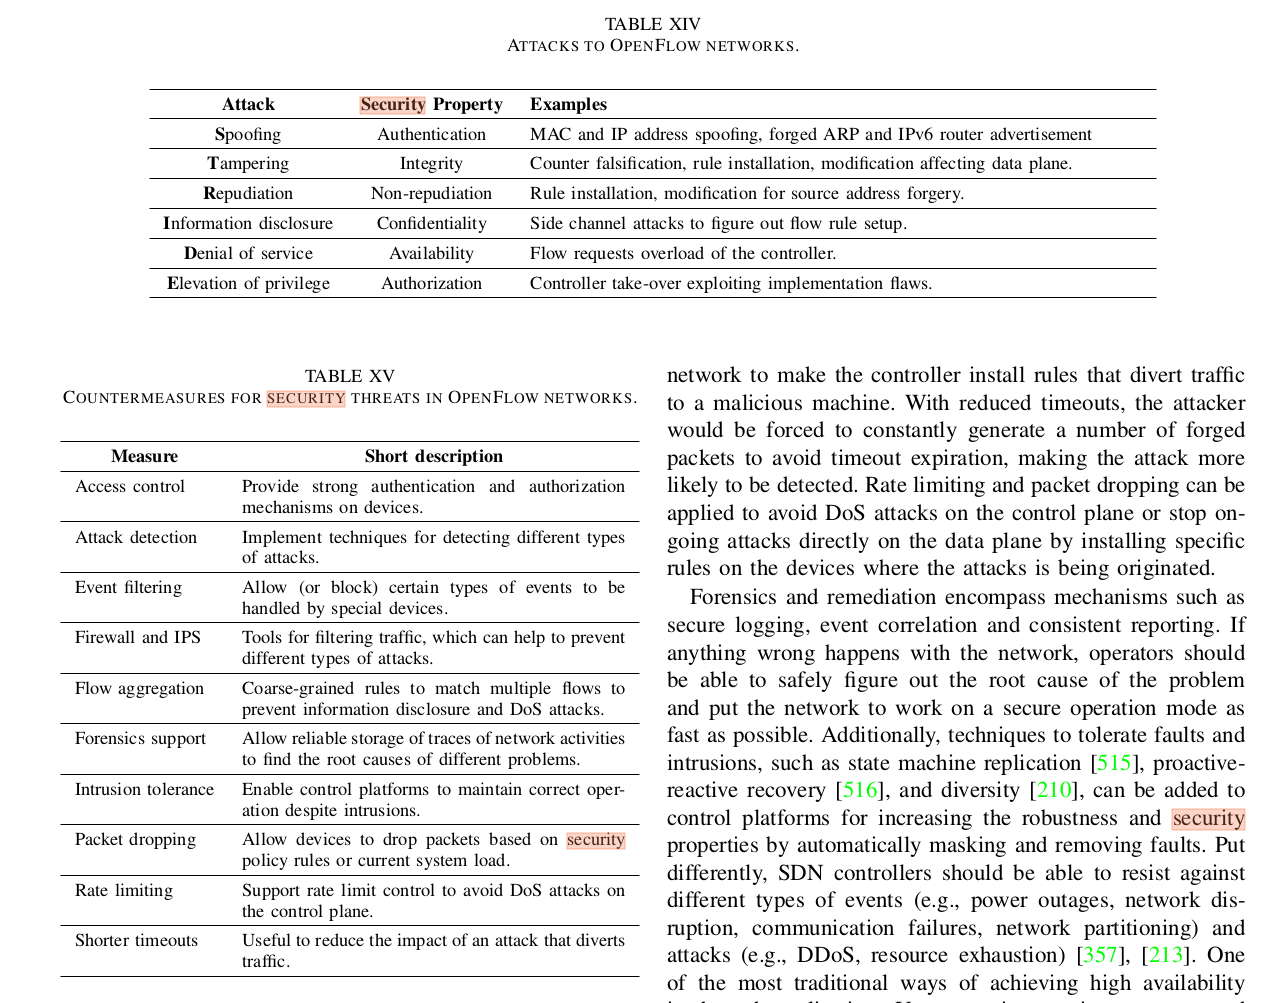 TABLE XIV
ATTACKS TO OPENFLOW NETWORKS.
Attack Security Property Examples
Spoofing Authentication MAC and IP address spoofing, forged ARP and IPv6 router advertisement
Tampering Integrity Counter falsification, rule installation, modification affecting data plane.
Repudiation Non-repudiation Rule installation, modification for source address forgery.
Information disclosure Confidentiality Side channel attacks to figure out flow rule setup.
Denial of service Availability Flow requests overload of the controller.
Elevation of privilege Authorization Controller take-over exploiting implementation flaws.
TABLE XV
COUNTERMEASURES FOR SECURITY THREATS IN OPENFLOW NETWORKS.
Measure Short description
Access control Provide strong authentication and authorization
mechanisms on devices.
Attack detection Implement techniques for detecting different types
of attacks.
Event filtering Allow (or block) certain types of events to be
handled by special devices.
Firewall and IPS Tools for filtering traffic, which can help to prevent
different types of attacks.
Flow aggregation Coarse-grained rules to match multiple flows to
prevent information disclosure and DoS attacks.
Forensics support Allow reliable storage of traces of network activities
to find the root causes of different problems.
Intrusion tolerance Enable control platforms to maintain correct oper-
ation despite intrusions.
Packet dropping Allow devices to drop packets based on security
policy rules or current system load.
Rate limiting Support rate limit control to avoid DoS attacks on
the control plane.
Shorter timeouts Useful to reduce the impact of an attack that diverts
traffic.
network to make the controller install rules that divert traffic
to a malicious machine. With reduced timeouts, the attacker
would be forced to constantly generate a number of forged
packets to avoid timeout expiration, making the attack more
likely to be detected. Rate limiting and packet dropping can be
applied to avoid DoS attacks on the control plane or stop on-
going attacks directly on the data plane by installing specific
rules on the devices where the attacks is being originated.
Forensics and remediation encompass mechanisms such as
secure logging, event correlation and consistent reporting. If
anything wrong happens with the network, operators should
be able to safely figure out the root cause of the problem
and put the network to work on a secure operation mode as
fast as possible. Additionally, techniques to tolerate faults and
intrusions, such as state machine replication [515], proactive-
reactive recovery [516], and diversity [210], can be added to
control platforms for increasing the robustness and security
properties by automatically masking and removing faults. Put
differently, SDN controllers should be able to resist against
different types of events (e.g., power outages, network dis-
ruption, communication failures, network partitioning) and
attacks (e.g., DDoS, resource exhaustion) [357], [213]. One
of the most traditional ways of achieving high availability